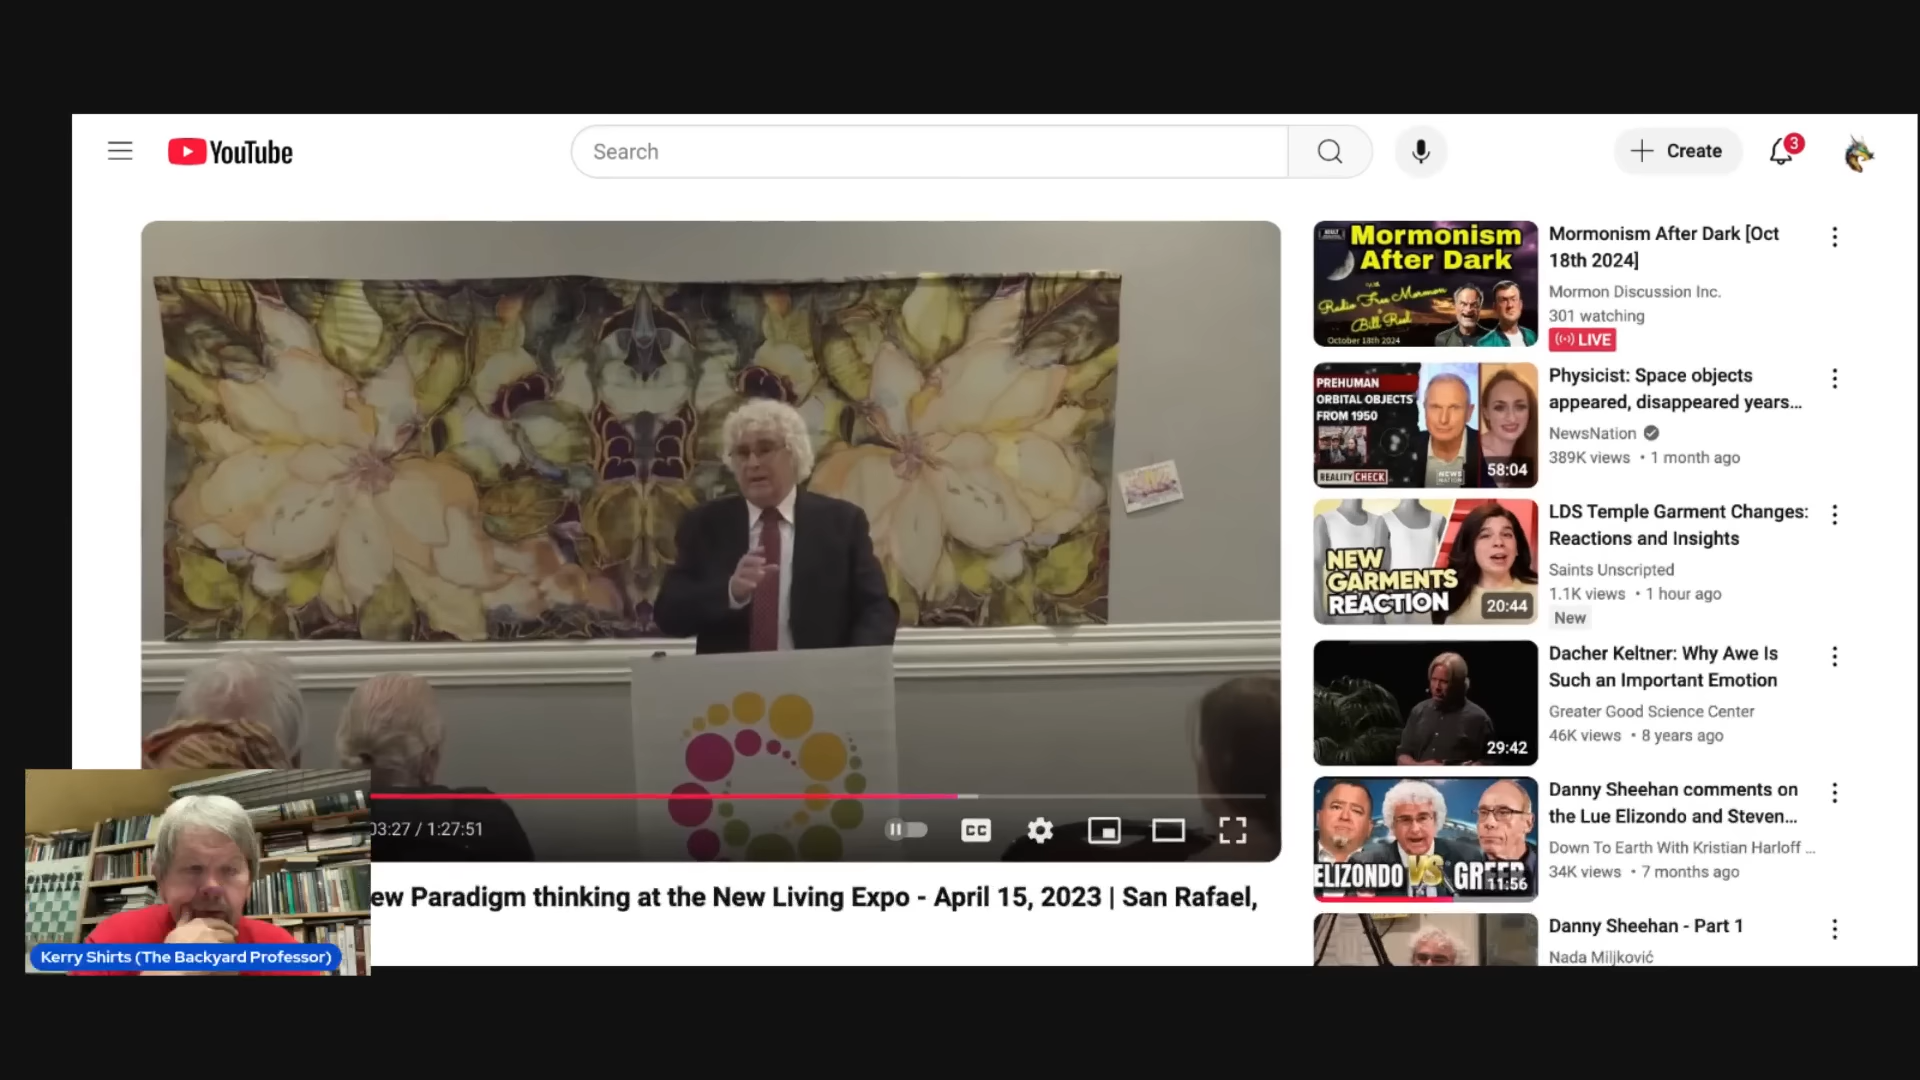 YouTube
Search
Create
3
Mormonism
After Dark
Radio Free Mormon
Bill Reel
October 18th 2024
Mormonism After Dark [Oct
18th 2024]
Mormon Discussion Inc.
301 watching
LIVE
PREHUMAN
ORBITAL OBJECTS
FROM 1950
REALITY CHECK
NEWS
NATION
58:04
Physicist: Space objects
appeared, disappeared years...
NewsNation
389K views • 1 month ago
NEW
GARMENTS
REACTION
20:44
LDS Temple Garment Changes:
Reactions and Insights
Saints Unscripted
1.1K views • 1 hour ago
New
29:42
Dacher Keltner: Why Awe Is
Such an Important Emotion
Greater Good Science Center
46K views • 8 years ago
ELIZONDO VS GREER
11:56
Danny Sheehan comments on
the Lue Elizondo and Steven...
Down To Earth With Kristian Harloff ...
34K views • 7 months ago
Danny Sheehan - Part 1
Nada Miljković
03:27 / 1:27:51
CC
ew Paradigm thinking at the New Living Expo - April 15, 2023 | San Rafael,
Kerry Shirts (The Backyard Professor)